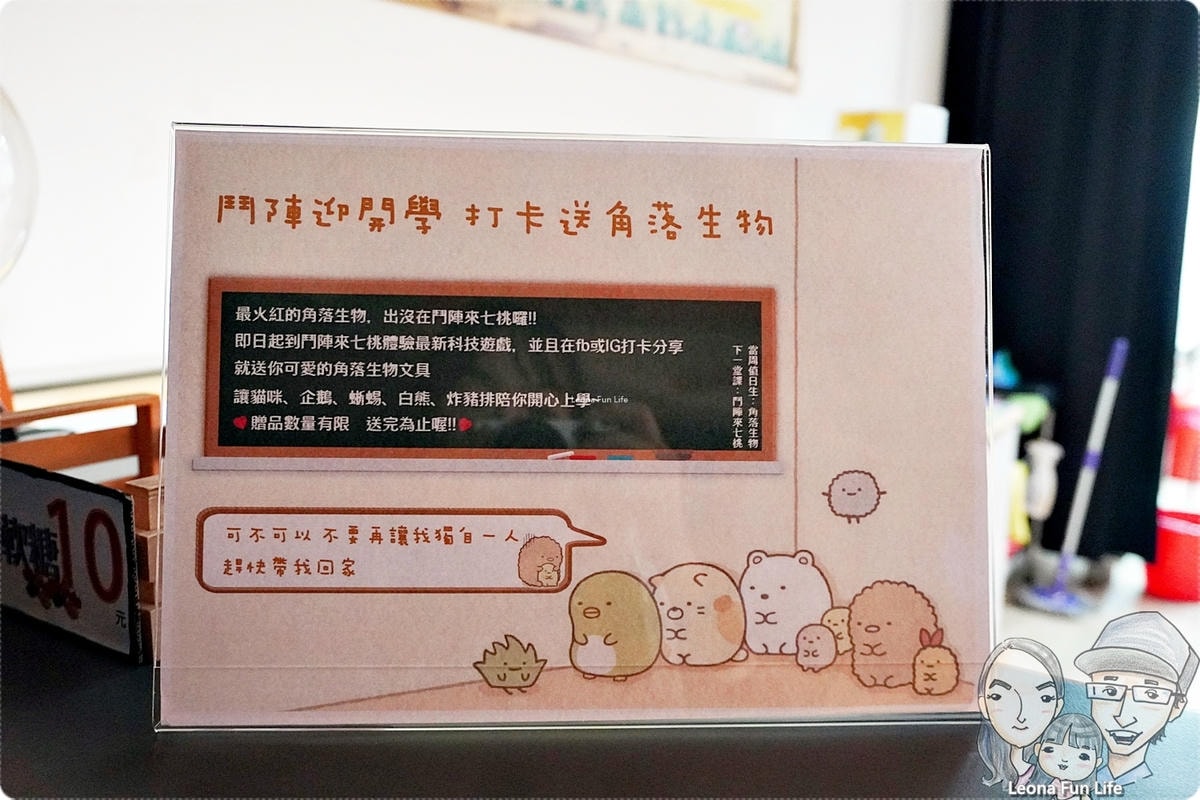 鬥陣迎開學 打卡送角落生物
最火紅的角落生物，出沒在鬥陣來七桃囉!!
即日起到鬥陣來七桃體驗最新科技遊戲，並且在fb或IG打卡分享
就送你可愛的角落生物文具
讓貓咪、企鵝、蜥蜴、白熊、炸豬排陪你開心上學~
贈品數量有限　送完為止喔!!
當周值日生：角落生物
下一堂課：鬥陣來七桃
可不可以不要再讓我獨自一人
趕快帶我回家
軟糖10元
Leona Fun Life